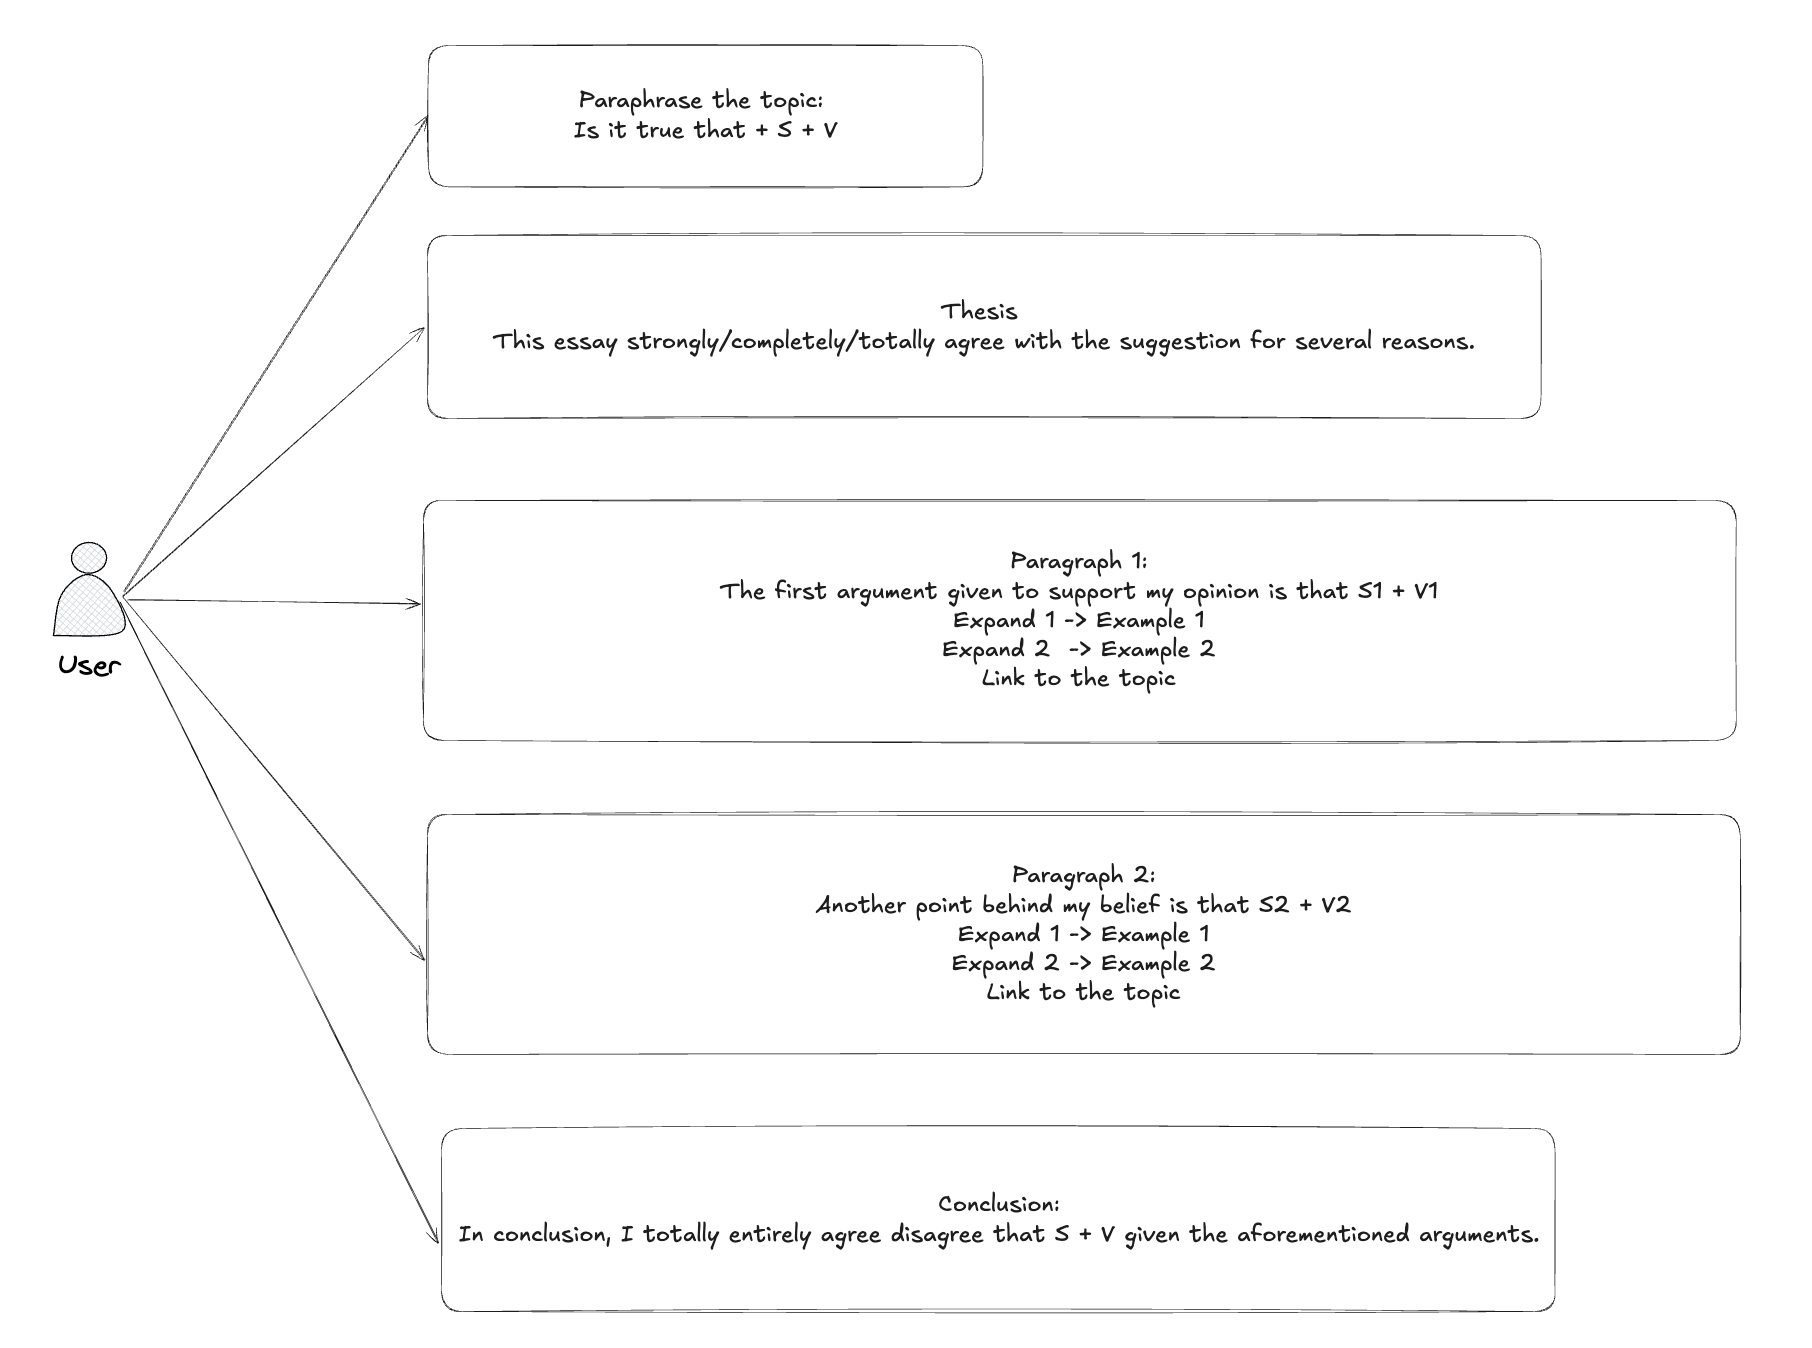 Paraphrase the topic:
Is it true that + S + V
Thesis
This essay strongly/completely/totally agree with the suggestion for several reasons.
Paragraph 1:
The first argument given to support my opinion is that S1 + V1
Expand 1 -> Example 1
Expand 2 -> Example 2
Link to the topic
User
Paragraph 2:
Another point behind my belief is that S2 + V2
Expand 1 -> Example 1
Expand 2 -> Example 2
Link to the topic
Conclusion:
In conclusion, I totally entirely agree disagree that S + V given the aforementioned arguments.